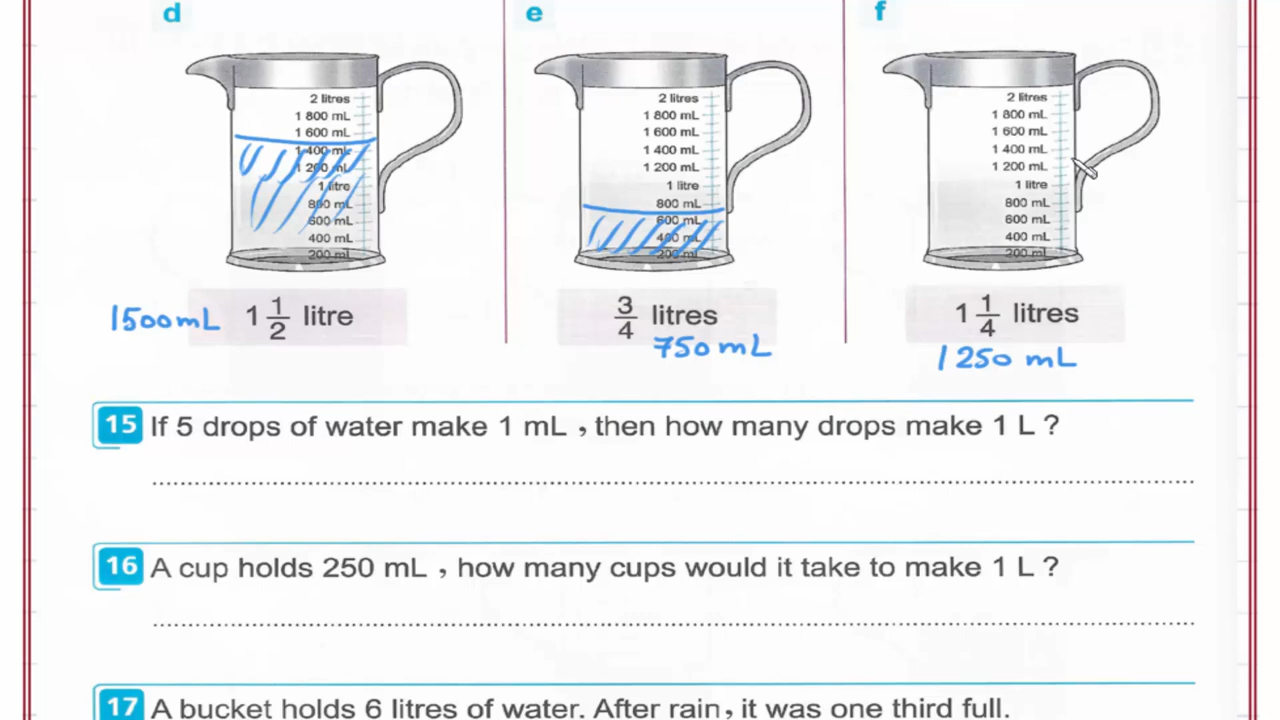 d
2 litres
1 800 mL
1 600 mL
1 400 mL
1 200 mL
1 litre
800 mL
600 mL
400 mL
200 mL
1 1/2 litre
1500 mL
e
2 litres
1 800 mL
1 600 mL
1 400 mL
1 200 mL
1 litre
800 mL
600 mL
400 mL
200 mL
3/4 litres
750 mL
f
2 litres
1 800 mL
1 600 mL
1 400 mL
1 200 mL
1 litre
800 mL
600 mL
400 mL
200 mL
1 1/4 litres
1250 mL
15 If 5 drops of water make 1 mL , then how many drops make 1 L ?
16 A cup holds 250 mL , how many cups would it take to make 1 L ?
17 A bucket holds 6 litres of water. After rain, it was one third full.